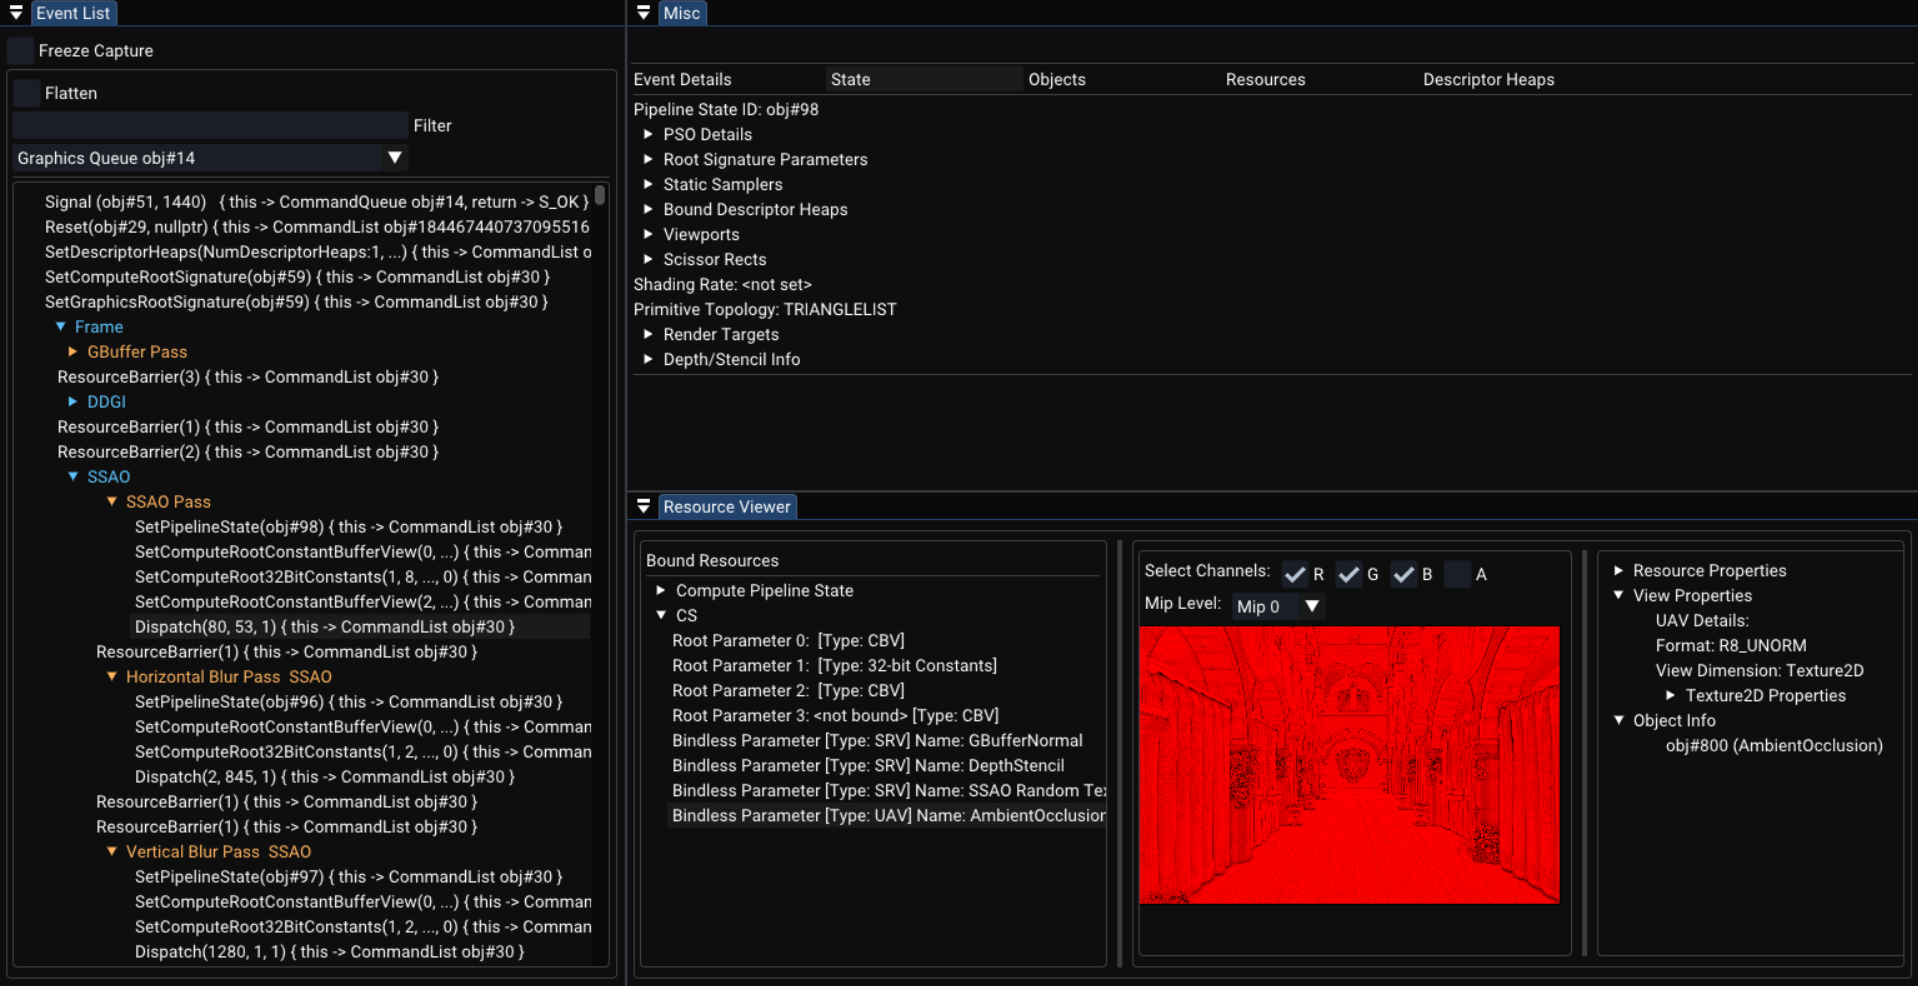 Event List
Freeze Capture
Flatten
Filter
Graphics Queue obj#14
Signal (obj#51, 1440)   { this -> CommandQueue obj#14, return -> S_OK }
Reset(obj#29, nullptr) { this -> CommandList obj#184467440737095516
SetDescriptorHeaps(NumDescriptorHeaps:1, ...) { this -> CommandList o
SetComputeRootSignature(obj#59) { this -> CommandList obj#30 }
SetGraphicsRootSignature(obj#59) { this -> CommandList obj#30 }
Frame
GBuffer Pass
ResourceBarrier(3) { this -> CommandList obj#30 }
DDGI
ResourceBarrier(1) { this -> CommandList obj#30 }
ResourceBarrier(2) { this -> CommandList obj#30 }
SSAO
SSAO Pass
SetPipelineState(obj#98) { this -> CommandList obj#30 }
SetComputeRootConstantBufferView(0, ...) { this -> Comman
SetComputeRoot32BitConstants(1, 8, ..., 0) { this -> Comman
SetComputeRootConstantBufferView(2, ...) { this -> Comman
Dispatch(80, 53, 1) { this -> CommandList obj#30 }
ResourceBarrier(1) { this -> CommandList obj#30 }
Horizontal Blur Pass  SSAO
SetPipelineState(obj#96) { this -> CommandList obj#30 }
SetComputeRootConstantBufferView(0, ...) { this -> Comman
SetComputeRoot32BitConstants(1, 2, ..., 0) { this -> Comman
Dispatch(2, 845, 1) { this -> CommandList obj#30 }
ResourceBarrier(1) { this -> CommandList obj#30 }
ResourceBarrier(1) { this -> CommandList obj#30 }
Vertical Blur Pass  SSAO
SetPipelineState(obj#97) { this -> CommandList obj#30 }
SetComputeRootConstantBufferView(0, ...) { this -> Comman
SetComputeRoot32BitConstants(1, 2, ..., 0) { this -> Comman
Dispatch(1280, 1, 1) { this -> CommandList obj#30 }
Misc
Event Details State Objects Resources Descriptor Heaps
Pipeline State ID: obj#98
PSO Details
Root Signature Parameters
Static Samplers
Bound Descriptor Heaps
Viewports
Scissor Rects
Shading Rate: <not set>
Primitive Topology: TRIANGLELIST
Render Targets
Depth/Stencil Info
Resource Viewer
Bound Resources
Compute Pipeline State
CS
Root Parameter 0:  [Type: CBV]
Root Parameter 1:  [Type: 32-bit Constants]
Root Parameter 2:  [Type: CBV]
Root Parameter 3: <not bound> [Type: CBV]
Bindless Parameter [Type: SRV] Name: GBufferNormal
Bindless Parameter [Type: SRV] Name: DepthStencil
Bindless Parameter [Type: SRV] Name: SSAO Random Tex
Bindless Parameter [Type: UAV] Name: AmbientOcclusion
Select Channels: R G B A
Mip Level: Mip 0
Resource Properties
View Properties
UAV Details:
Format: R8_UNORM
View Dimension: Texture2D
Texture2D Properties
Object Info
obj#800 (AmbientOcclusion)